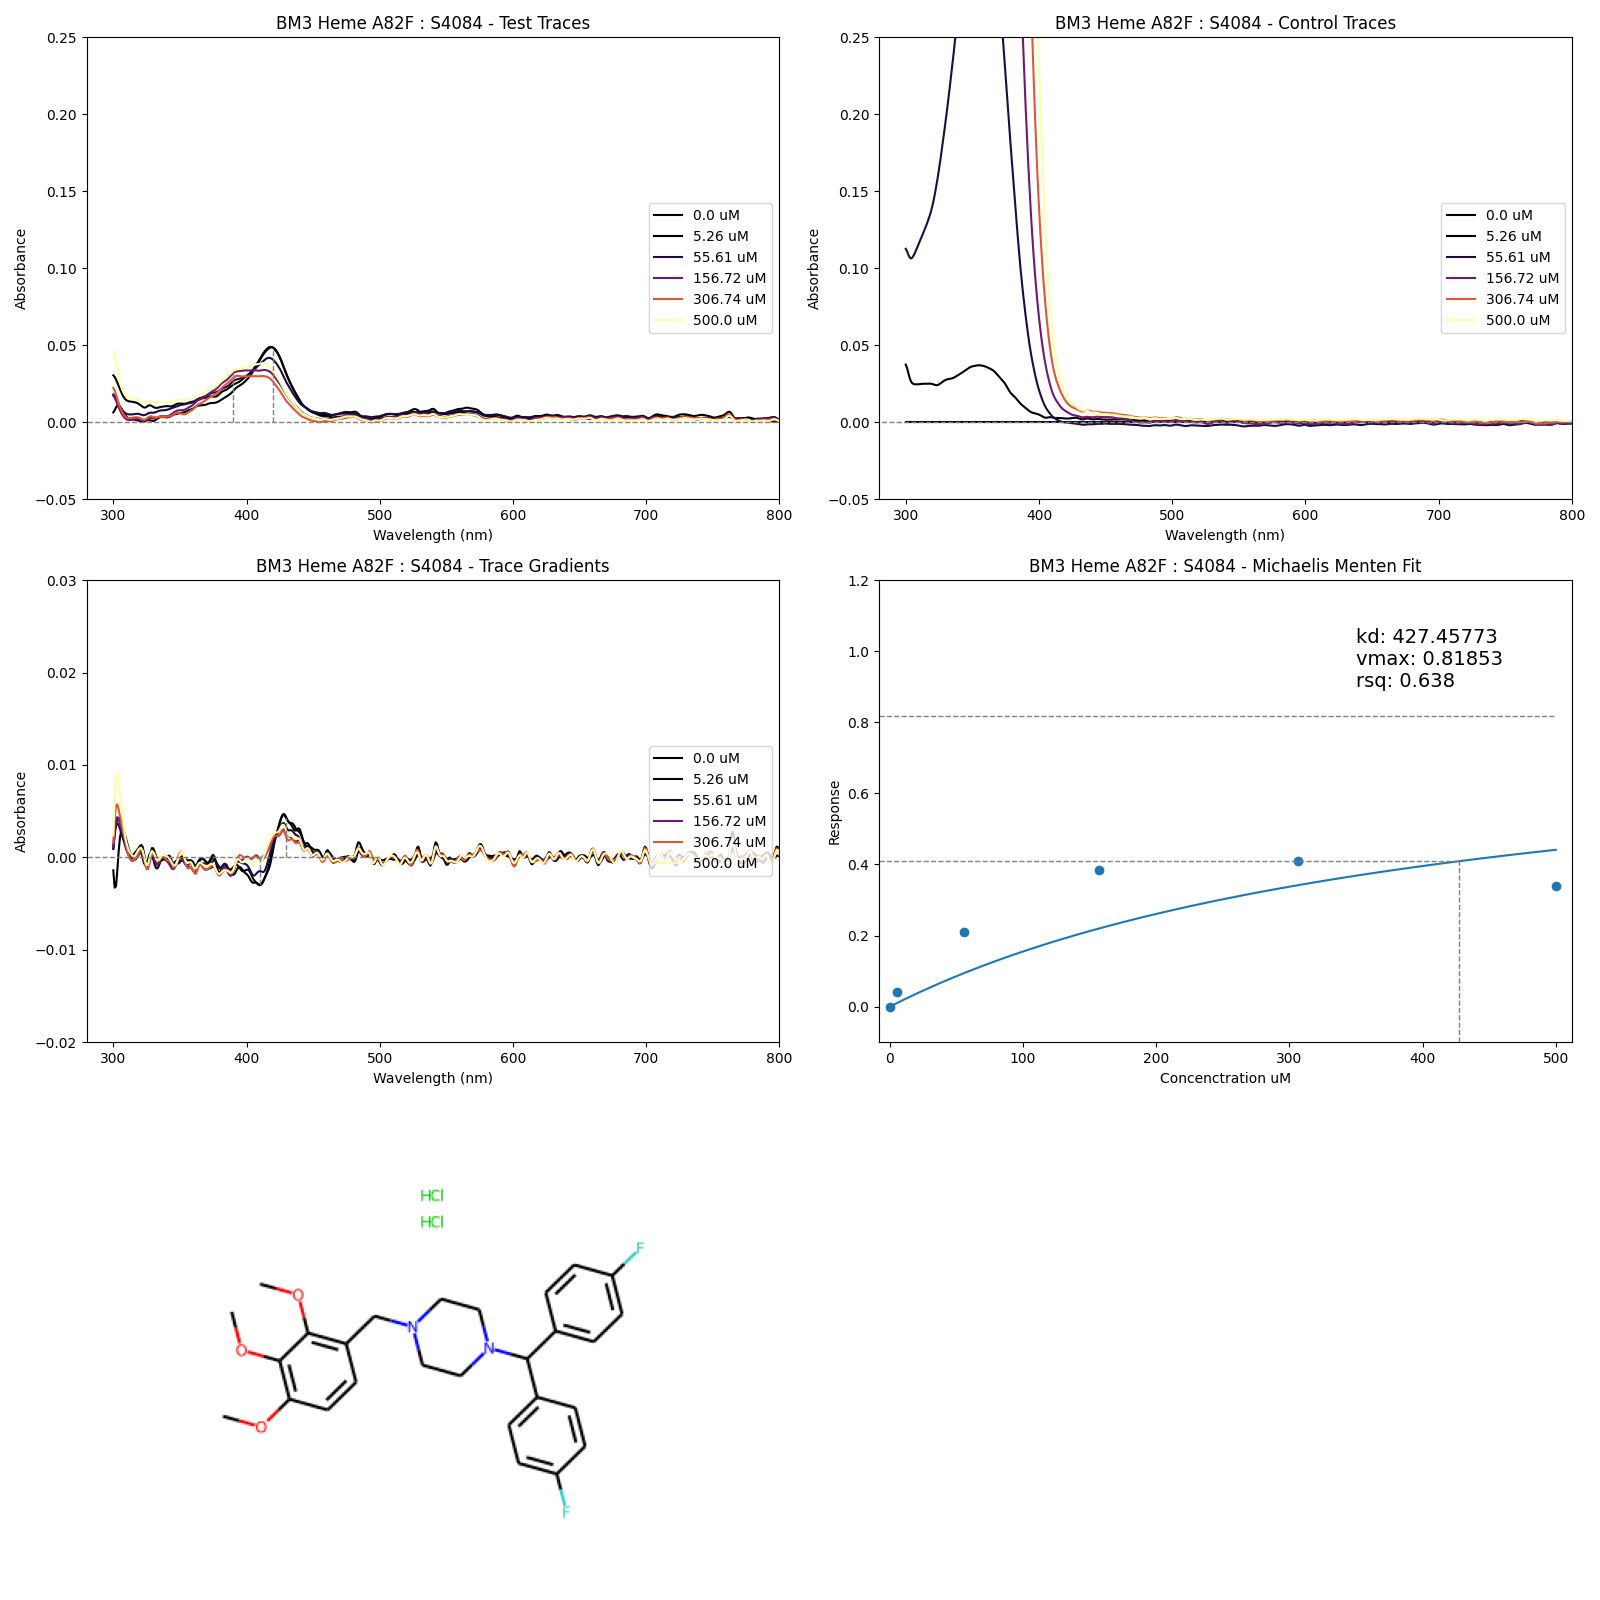 BM3 Heme A82F : S4084 - Test Traces
0.25
0.20
0.15
0.10
0.05
0.00
−0.05
Absorbance
300
400
500
600
700
800
Wavelength (nm)
0.0 uM
5.26 uM
55.61 uM
156.72 uM
306.74 uM
500.0 uM
BM3 Heme A82F : S4084 - Control Traces
0.25
0.20
0.15
0.10
0.05
0.00
−0.05
Absorbance
300
400
500
600
700
800
Wavelength (nm)
0.0 uM
5.26 uM
55.61 uM
156.72 uM
306.74 uM
500.0 uM
BM3 Heme A82F : S4084 - Trace Gradients
0.03
0.02
0.01
0.00
−0.01
−0.02
Absorbance
300
400
500
600
700
800
Wavelength (nm)
0.0 uM
5.26 uM
55.61 uM
156.72 uM
306.74 uM
500.0 uM
BM3 Heme A82F : S4084 - Michaelis Menten Fit
1.2
1.0
0.8
0.6
0.4
0.2
0.0
Response
0
100
200
300
400
500
Concenctration uM
kd: 427.45773
vmax: 0.81853
rsq: 0.638
HCl
HCl
F
O
O
O
N
N
F